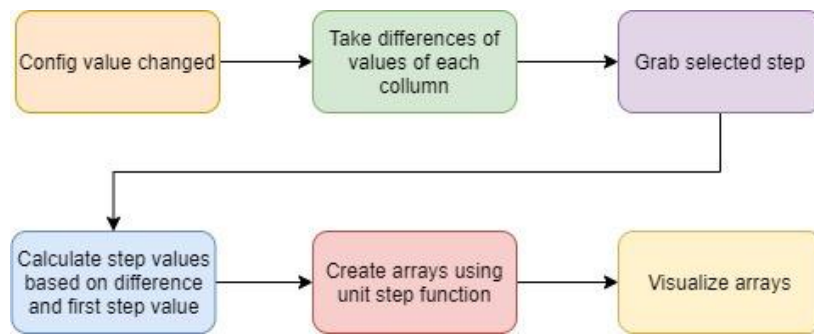 Config value changed
Take differences of
values of each
collumn
Grab selected step
Calculate step values
based on difference
and first step value
Create arrays using
unit step function
Visualize arrays